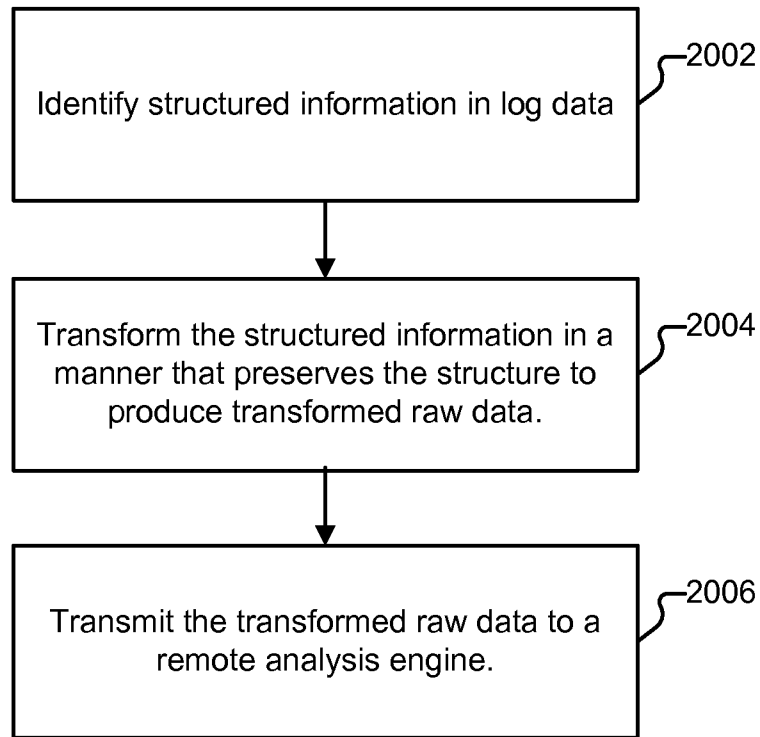 2002
Identify structured information in log data
2004
Transform the structured information in a
manner that preserves the structure to
produce transformed raw data.
2006
Transmit the transformed raw data to a
remote analysis engine.